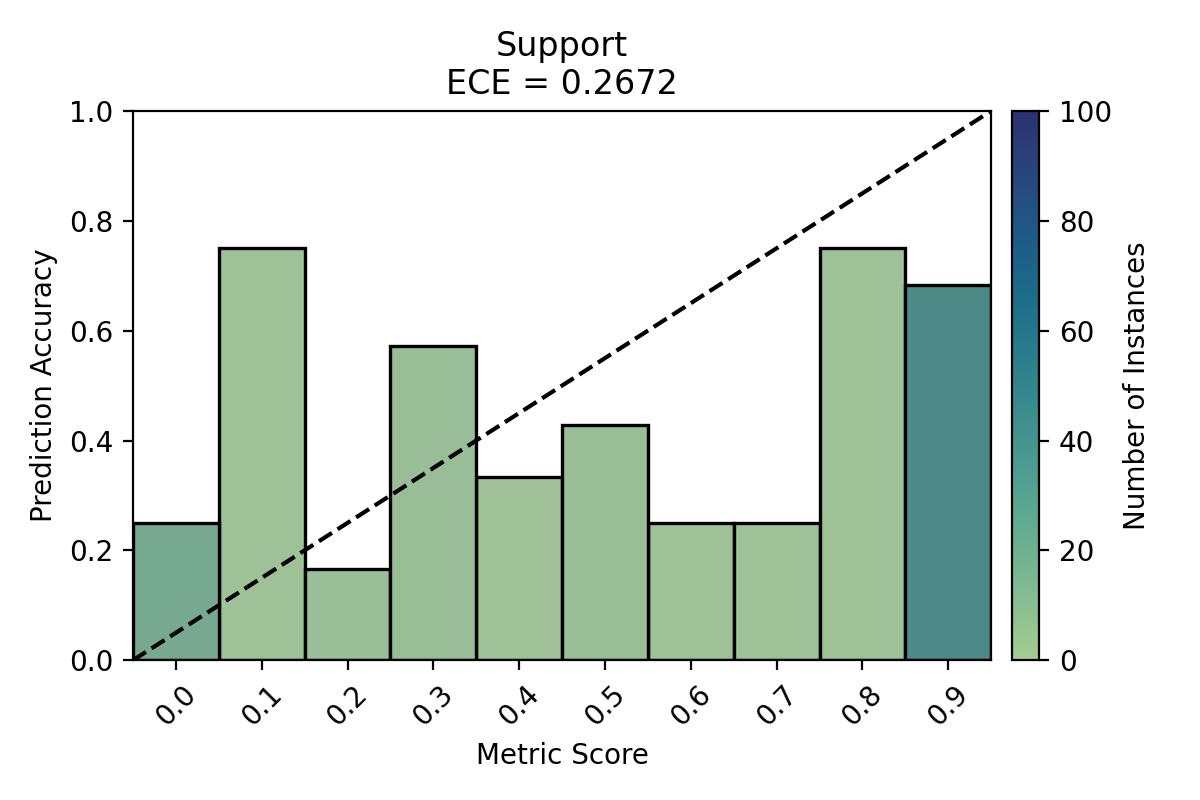 Support
ECE = 0.2672
1.0
0.8
0.6
0.4
0.2
0.0
Prediction Accuracy
0.0 0.1 0.2 0.3 0.4 0.5 0.6 0.7 0.8 0.9
Metric Score
100
80
60
40
20
0
Number of Instances